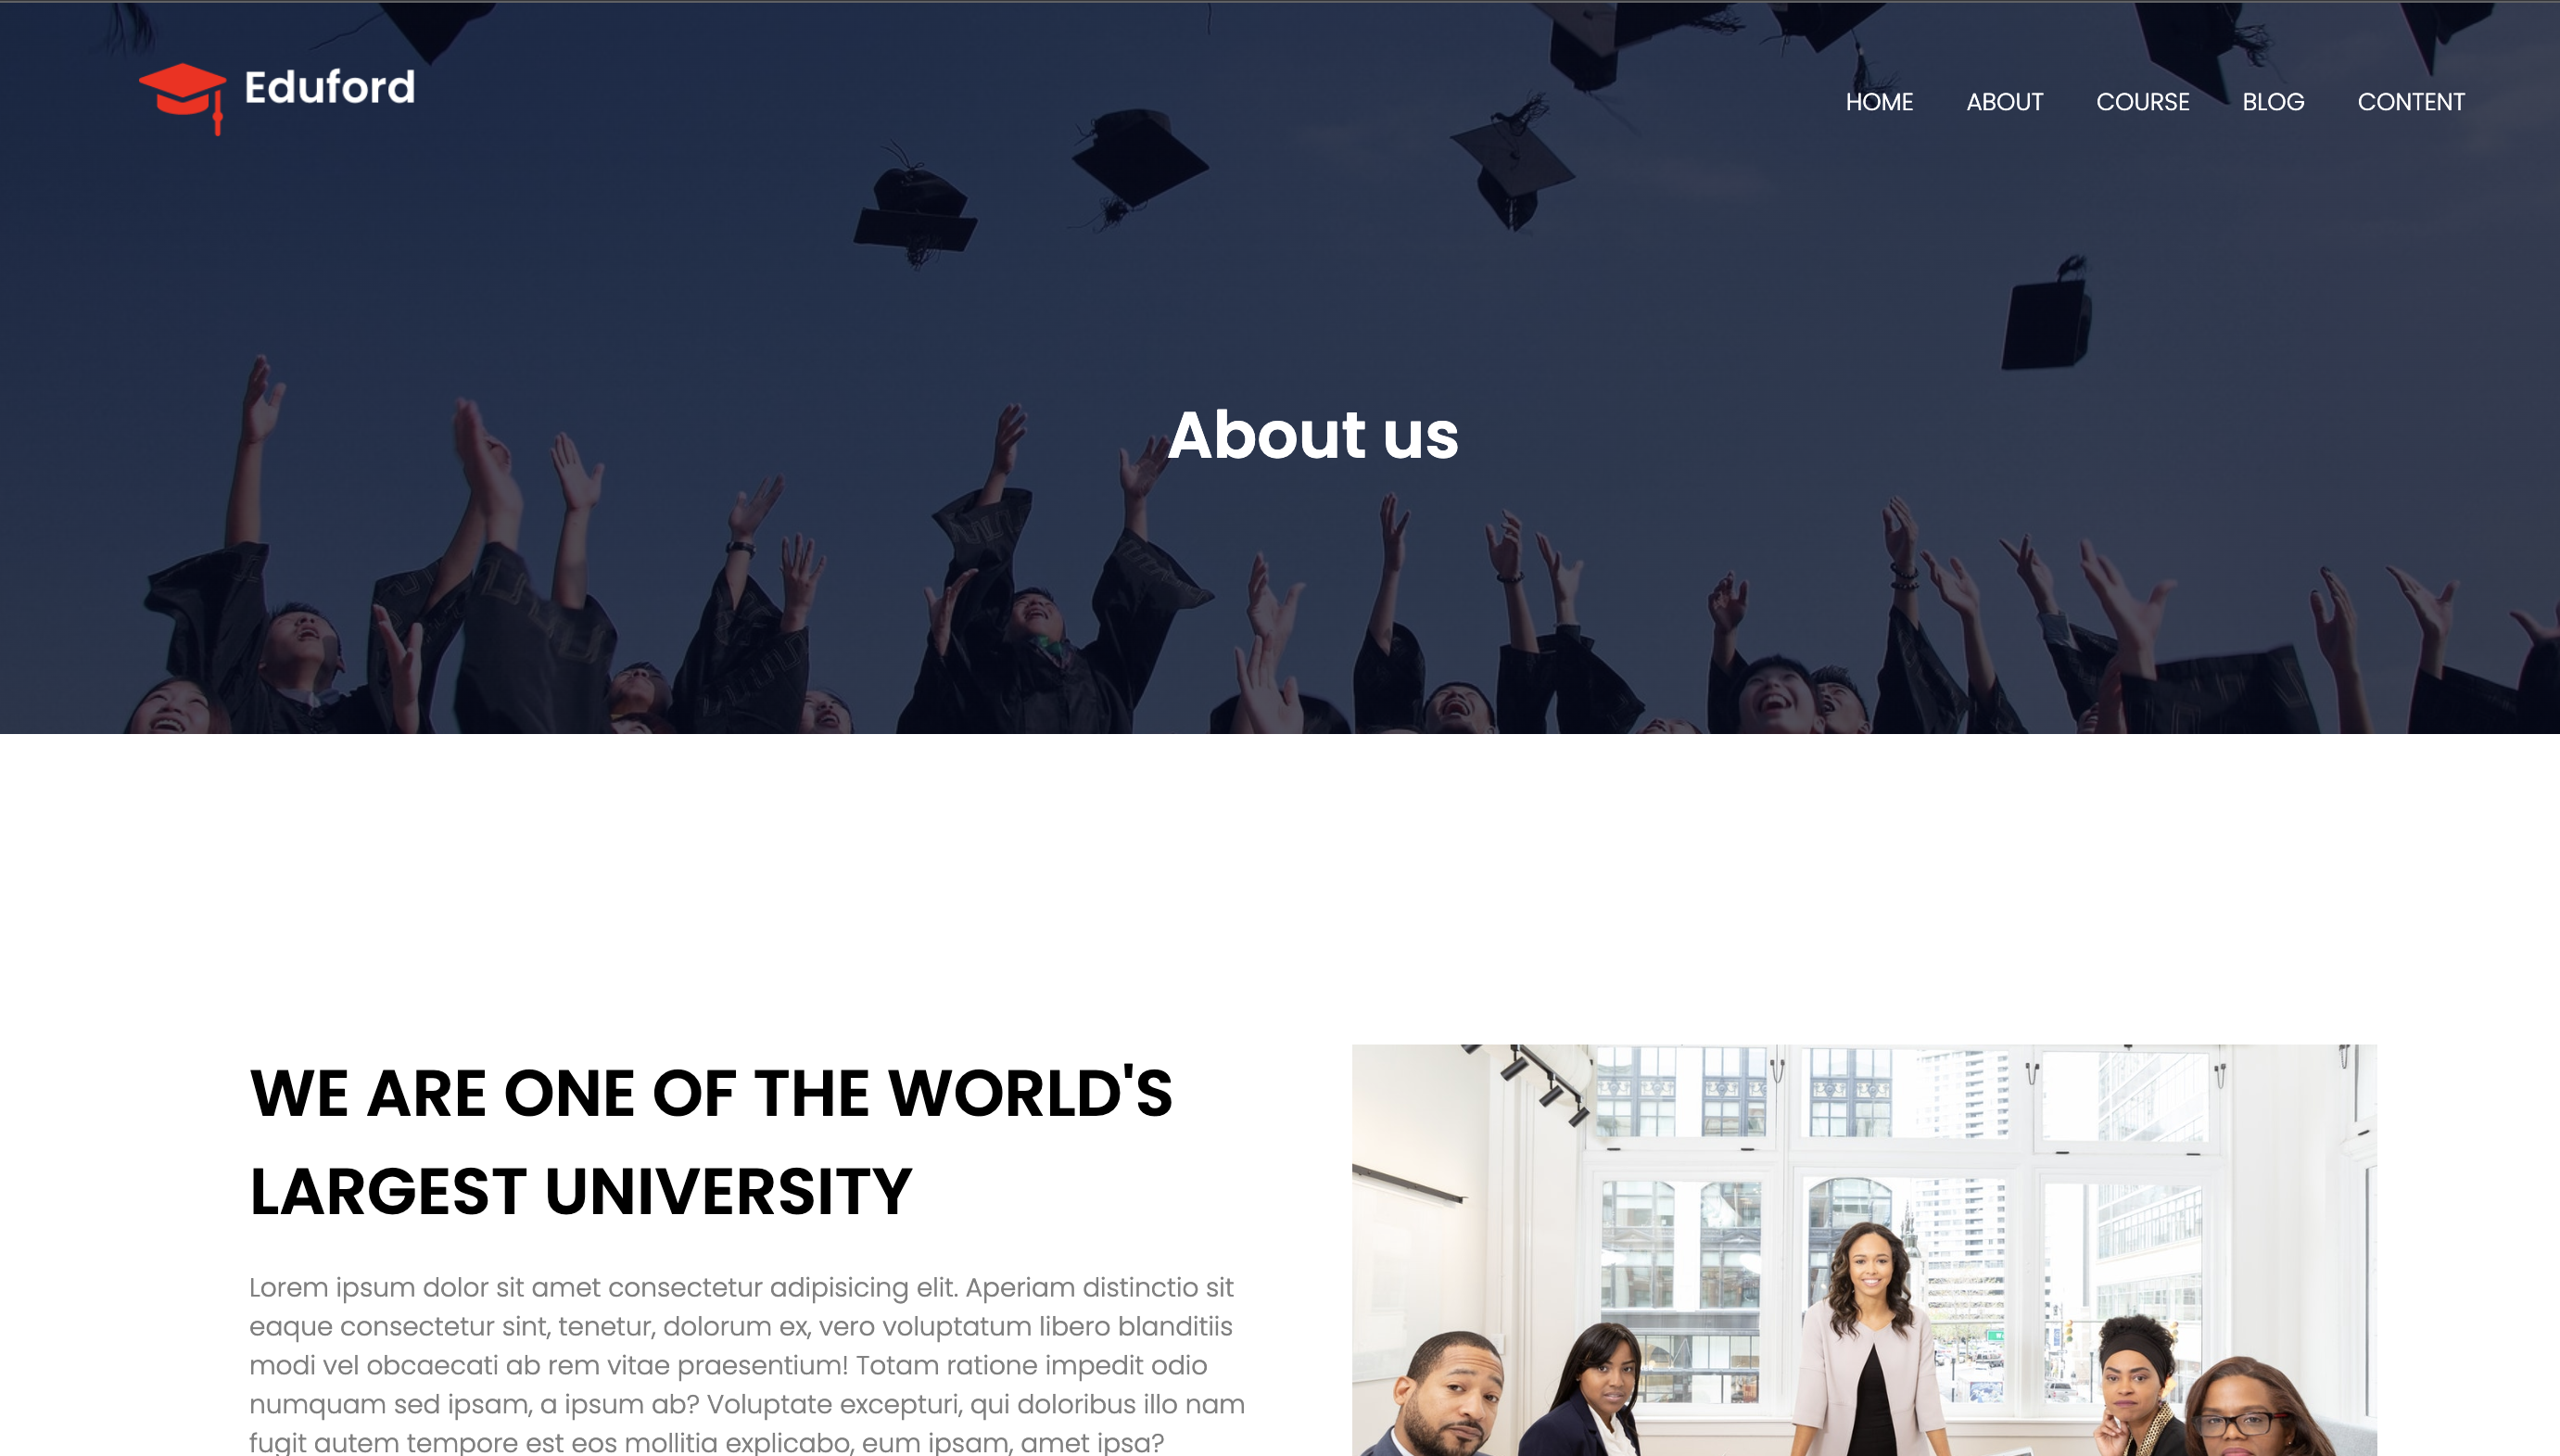 Eduford
HOME ABOUT COURSE BLOG CONTENT
About us
WE ARE ONE OF THE WORLD'S
LARGEST UNIVERSITY
Lorem ipsum dolor sit amet consectetur adipisicing elit. Aperiam distinctio sit
eaque consectetur sint, tenetur, dolorum ex, vero voluptatum libero blanditiis
modi vel obcaecati ab rem vitae praesentium! Totam ratione impedit odio
numquam sed ipsam, a ipsum ab? Voluptate excepturi, qui doloribus illo nam
fugit autem tempore est eos mollitia explicabo, eum ipsam, amet ipsa?